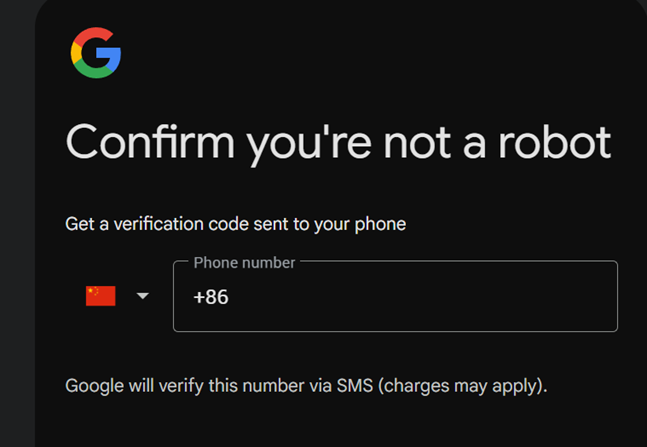 Confirm you're not a robot
Get a verification code sent to your phone
Phone number
+86
Google will verify this number via SMS (charges may apply).